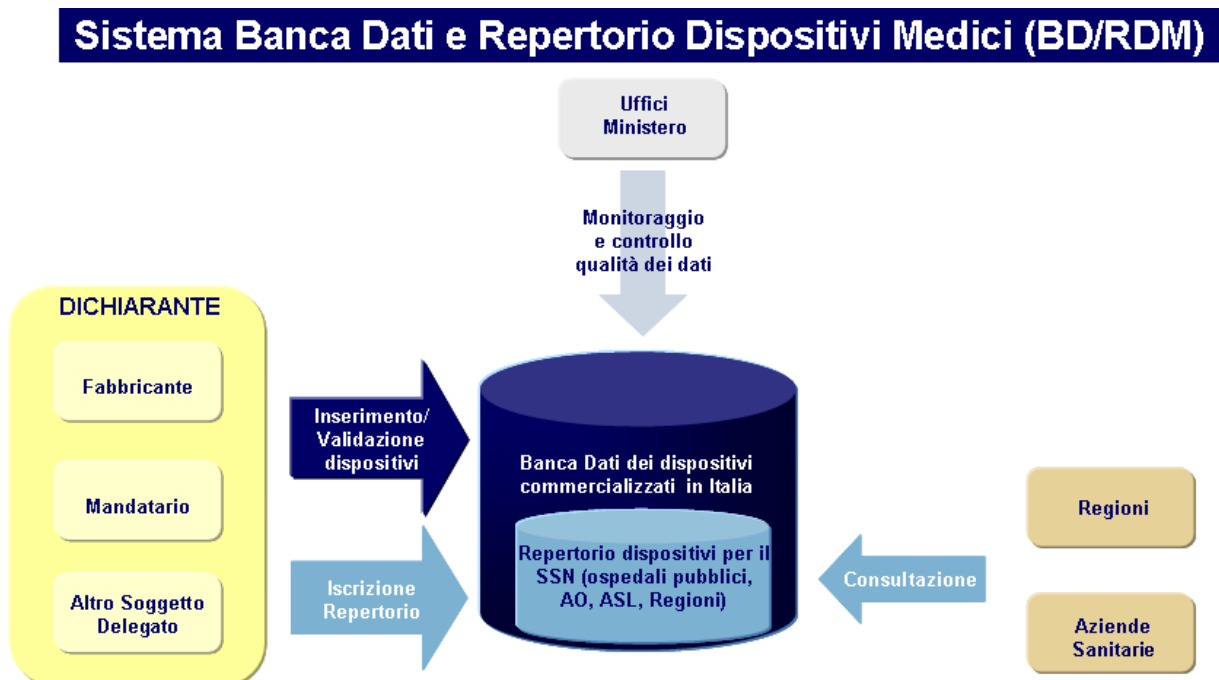 Sistema Banca Dati e Repertorio Dispositivi Medici (BD/RDM)
Uffici
Ministero
Monitoraggio
e controllo
qualità dei dati
DICHIARANTE
Fabbricante
Mandatario
Altro Soggetto
Delegato
Inserimento/
Validazione
dispositivi
Iscrizione
Repertorio
Banca Dati dei dispositivi
commercializzati in Italia
Repertorio dispositivi per il
SSN (ospedali pubblici,
AO, ASL, Regioni)
Consultazione
Regioni
Aziende
Sanitarie